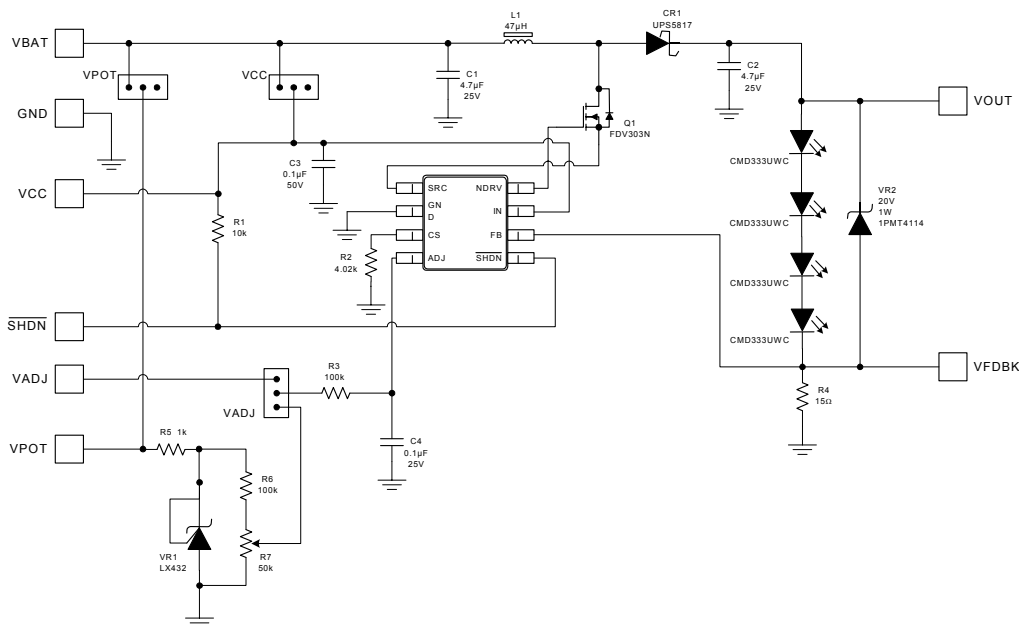 L1
47µH
CR1
UPS5817
VBAT
VPOT
VCC
C1
4.7µF
25V
C2
4.7µF
25V
VOUT
GND
Q1
FDV303N
C3
0.1µF
50V
CMD333UWC
VCC
SRC
NDRV
GN
D
IN
CS
FB
ADJ
SHDN
R1
10k
R2
4.02k
CMD333UWC
VR2
20V
1W
1PMT4114
CMD333UWC
SHDN
CMD333UWC
VADJ
R3
100k
VFDBK
R4
15Ω
VADJ
VPOT
R5 1k
C4
0.1µF
25V
R6
100k
VR1
LX432
R7
50k